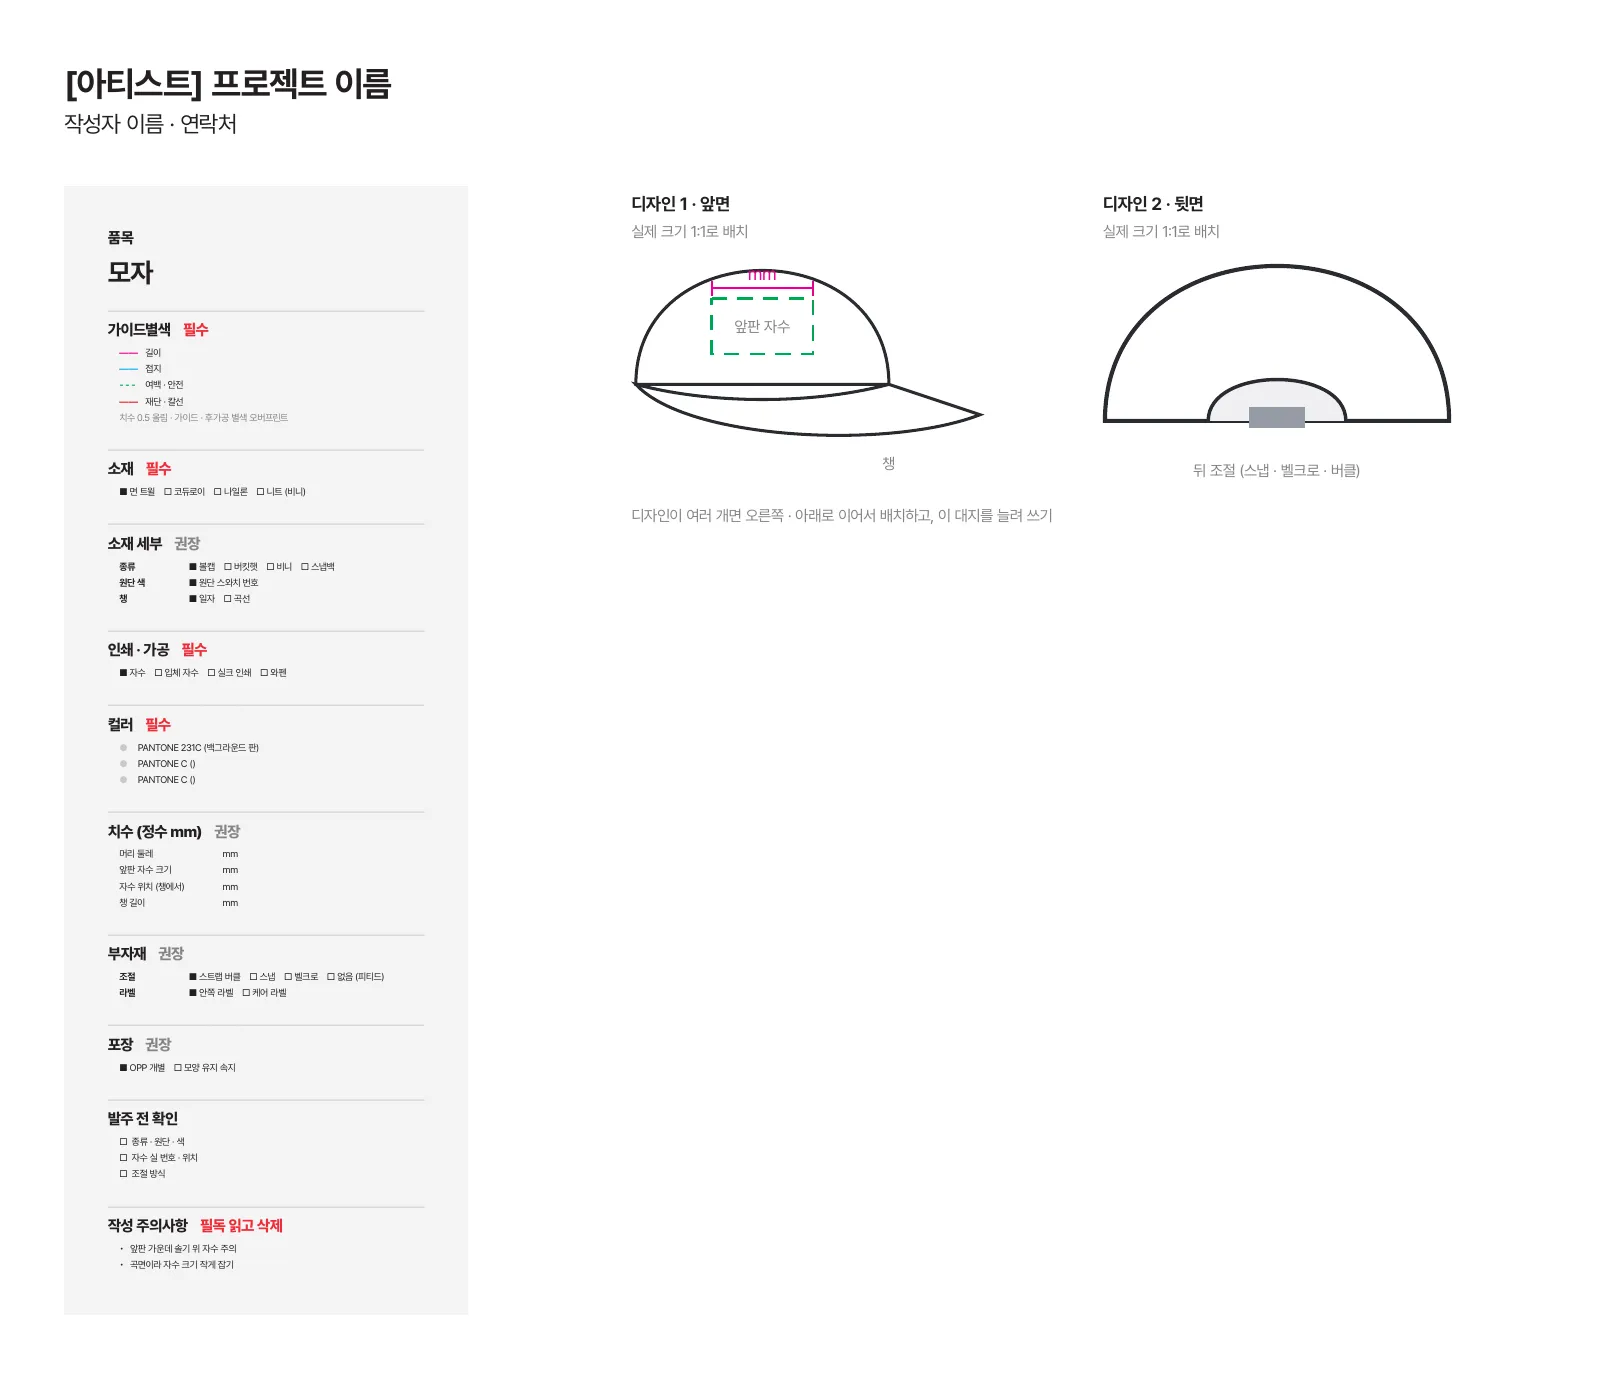 [아티스트] 프로젝트 이름
작성자 이름 · 연락처
품목
모자
가이드별색 필수
길이
접지
여백 · 안전
재단 · 칼선
치수 0.5 올림 · 가이드 · 후가공 별색 오버프린트
소재 필수
■ 면 트윌 □ 코듀로이 □ 나일론 □ 니트 (비니)
소재 세부 권장
종류 ■ 볼캡 □ 버킷햇 □ 비니 □ 스냅백
원단 색 ■ 원단 스와치 번호
챙 ■ 일자 □ 곡선
인쇄 · 가공 필수
■ 자수 □ 입체 자수 □ 실크 인쇄 □ 와펜
컬러 필수
PANTONE 231C (백그라운드 판)
PANTONE C ()
PANTONE C ()
치수 (정수 mm) 권장
머리 둘레 mm
앞판 자수 크기 mm
자수 위치 (챙에서) mm
챙 길이 mm
부자재 권장
조절 ■ 스트랩 버클 □ 스냅 □ 벨크로 □ 없음 (피티드)
라벨 ■ 안쪽 라벨 □ 케어 라벨
포장 권장
■ OPP 개별 □ 모양 유지 속지
발주 전 확인
□ 종류 · 원단 · 색
□ 자수 실 번호 · 위치
□ 조절 방식
작성 주의사항 필독 읽고 삭제
· 앞판 가운데 솔기 위 자수 주의
· 곡면이라 자수 크기 작게 잡기
디자인 1 · 앞면
실제 크기 1:1로 배치
mm
앞판 자수
챙
디자인이 여러 개면 오른쪽 · 아래로 이어서 배치하고, 이 대지를 늘려 쓰기
디자인 2 · 뒷면
실제 크기 1:1로 배치
뒤 조절 (스냅 · 벨크로 · 버클)